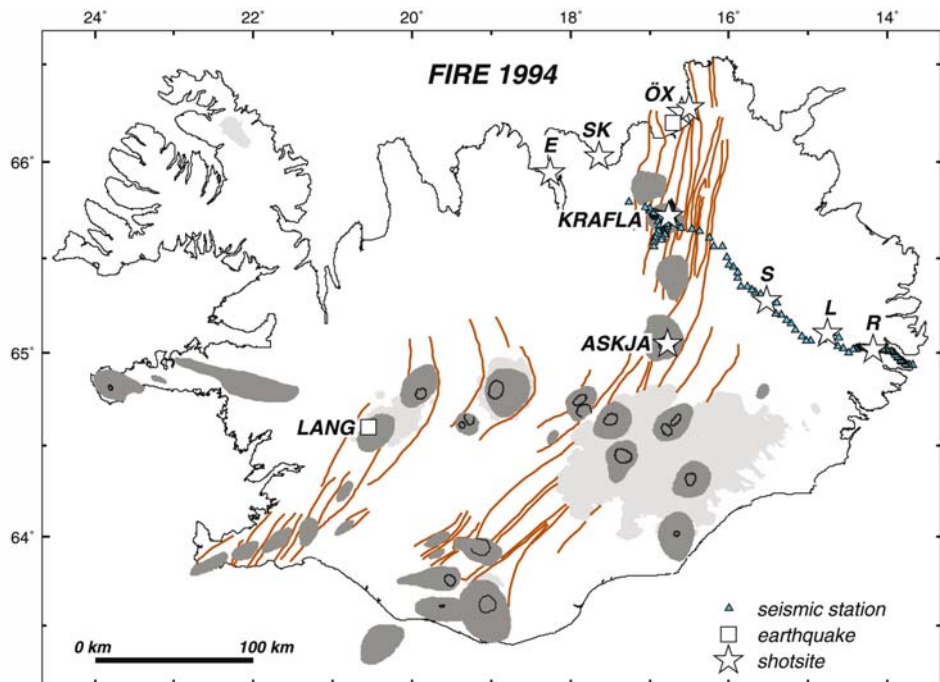 24° 22° 20° 18° 16° 14°
FIRE 1994
ÖX
SK
E
66°
KRAFLA
S
L
R
65°
ASKJA
LANG
64°
0 km 100 km
seismic station
earthquake
shotsite